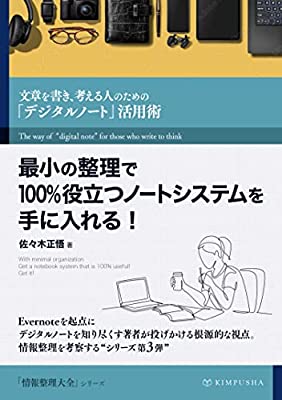 文章を書き、考える人のための
「デジタルノート」活用術
The way of “digital note” for those who write to think
最小の整理で
100%役立つノートシステムを
手に入れる!
佐々木正悟 著
With minimal organization
Get a notebook system that is 100% useful!
Get it!
Evernoteを起点に
デジタルノートを知り尽くす著者が投げかける根源的な視点。
情報整理を考察する“シリーズ第3弾”
『情報整理大全』シリーズ
KIMPUSHA